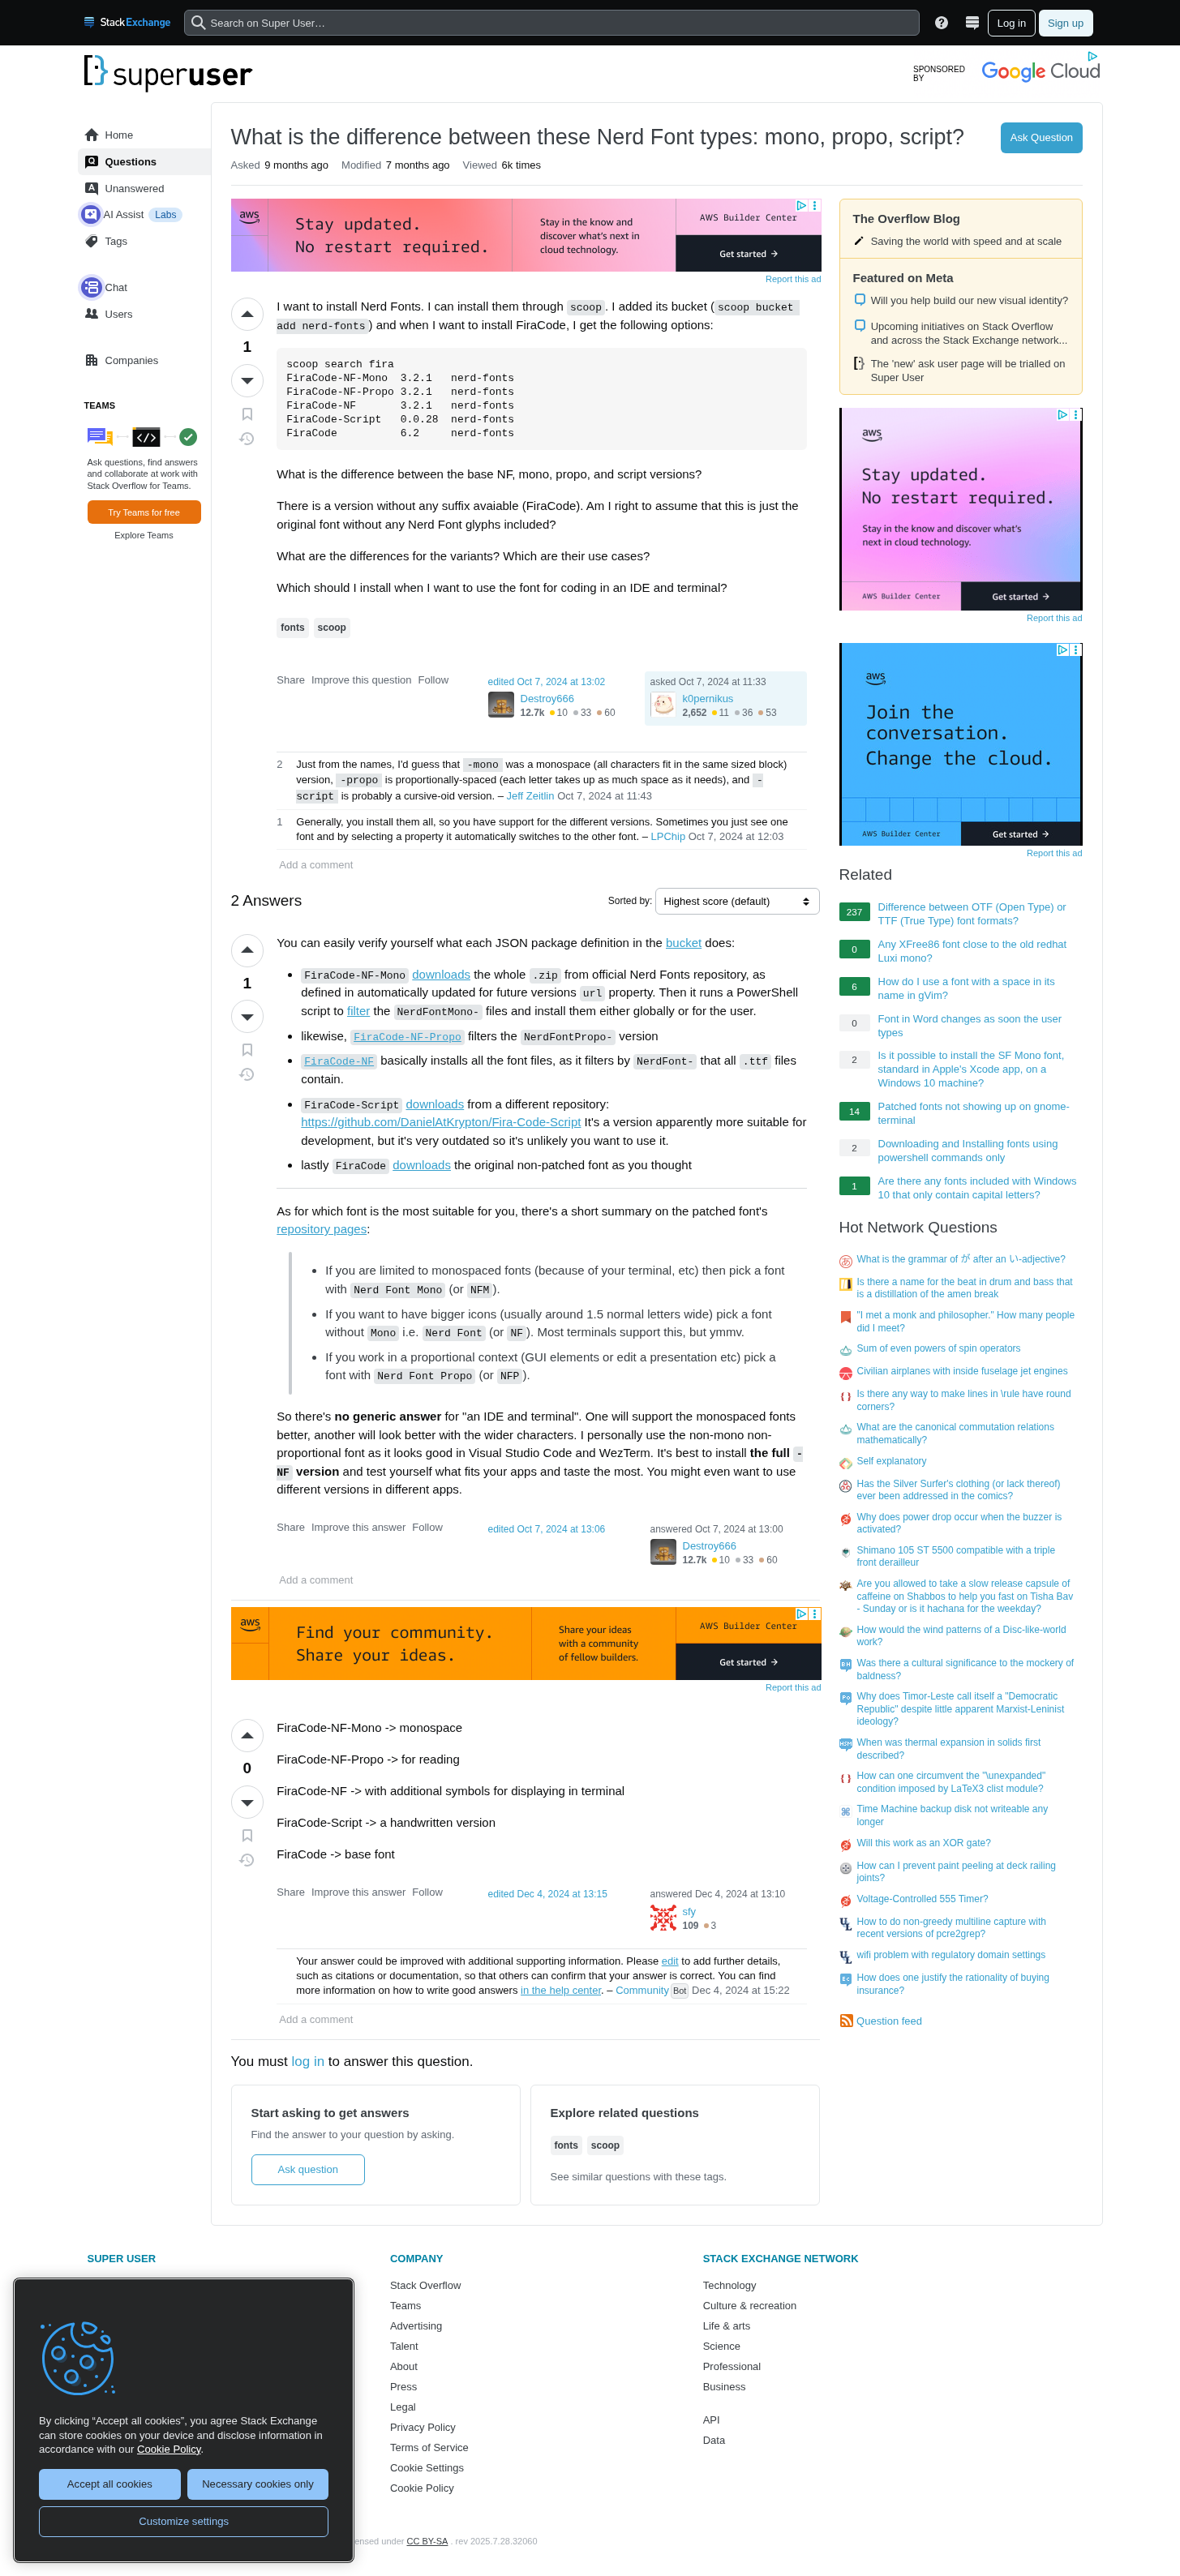 StackExchange
Search on Super User…
Log in
Sign up
superuser
SPONSORED
BY
Google Cloud
Home
Questions
Unanswered
AI Assist Labs
Tags
Chat
Users
Companies
TEAMS
Ask questions, find answers
and collaborate at work with
Stack Overflow for Teams.
Try Teams for free
Explore Teams
What is the difference between these Nerd Font types: mono, propo, script?
Ask Question
Asked 9 months ago Modified 7 months ago Viewed 6k times
aws
Stay updated.
No restart required.
Stay in the know and
discover what's next in
cloud technology.
AWS Builder Center
Get started →
Report this ad
1
I want to install Nerd Fonts. I can install them through scoop. I added its bucket (scoop bucket
add nerd-fonts) and when I want to install FiraCode, I get the following options:
scoop search fira
FiraCode-NF-Mono 3.2.1 nerd-fonts
FiraCode-NF-Propo 3.2.1 nerd-fonts
FiraCode-NF 3.2.1 nerd-fonts
FiraCode-Script 0.0.28 nerd-fonts
FiraCode 6.2 nerd-fonts
What is the difference between the base NF, mono, propo, and script versions?
There is a version without any suffix avaiable (FiraCode). Am I right to assume that this is just the
original font without any Nerd Font glyphs included?
What are the differences for the variants? Which are their use cases?
Which should I install when I want to use the font for coding in an IDE and terminal?
fonts scoop
Share Improve this question Follow
edited Oct 7, 2024 at 13:02
Destroy666
12.7k 10 33 60
asked Oct 7, 2024 at 11:33
k0pernikus
2,652 11 36 53
2 Just from the names, I'd guess that -mono was a monospace (all characters fit in the same sized block)
version, -propo is proportionally-spaced (each letter takes up as much space as it needs), and -
script is probably a cursive-oid version. – Jeff Zeitlin Oct 7, 2024 at 11:43
1 Generally, you install them all, so you have support for the different versions. Sometimes you just see one
font and by selecting a property it automatically switches to the other font. – LPChip Oct 7, 2024 at 12:03
Add a comment
2 Answers
Sorted by: Highest score (default)
1
You can easily verify yourself what each JSON package definition in the bucket does:
• FiraCode-NF-Mono downloads the whole .zip from official Nerd Fonts repository, as
defined in automatically updated for future versions url property. Then it runs a PowerShell
script to filter the NerdFontMono- files and install them either globally or for the user.
• likewise, FiraCode-NF-Propo filters the NerdFontPropo- version
• FiraCode-NF basically installs all the font files, as it filters by NerdFont- that all .ttf files
contain.
• FiraCode-Script downloads from a different repository:
https://github.com/DanielAtKrypton/Fira-Code-Script It's a version apparently more suitable for
development, but it's very outdated so it's unlikely you want to use it.
• lastly FiraCode downloads the original non-patched font as you thought
As for which font is the most suitable for you, there's a short summary on the patched font's
repository pages:
• If you are limited to monospaced fonts (because of your terminal, etc) then pick a font
with Nerd Font Mono (or NFM).
• If you want to have bigger icons (usually around 1.5 normal letters wide) pick a font
without Mono i.e. Nerd Font (or NF). Most terminals support this, but ymmv.
• If you work in a proportional context (GUI elements or edit a presentation etc) pick a
font with Nerd Font Propo (or NFP).
So there's no generic answer for "an IDE and terminal". One will support the monospaced fonts
better, another will look better with the wider characters. I personally use the non-mono non-
proportional font as it looks good in Visual Studio Code and WezTerm. It's best to install the full -
NF version and test yourself what fits your apps and taste the most. You might even want to use
different versions in different apps.
Share Improve this answer Follow
edited Oct 7, 2024 at 13:06
answered Oct 7, 2024 at 13:00
Destroy666
12.7k 10 33 60
Add a comment
aws
Find your community.
Share your ideas.
Share your ideas
with a community
of fellow builders.
AWS Builder Center
Get started →
Report this ad
0
FiraCode-NF-Mono -> monospace
FiraCode-NF-Propo -> for reading
FiraCode-NF -> with additional symbols for displaying in terminal
FiraCode-Script -> a handwritten version
FiraCode -> base font
Share Improve this answer Follow
edited Dec 4, 2024 at 13:15
answered Dec 4, 2024 at 13:10
sfy
109 3
Your answer could be improved with additional supporting information. Please edit to add further details,
such as citations or documentation, so that others can confirm that your answer is correct. You can find
more information on how to write good answers in the help center. – Community Bot Dec 4, 2024 at 15:22
Add a comment
You must log in to answer this question.
Start asking to get answers
Find the answer to your question by asking.
Ask question
Explore related questions
fonts scoop
See similar questions with these tags.
The Overflow Blog
Saving the world with speed and at scale
Featured on Meta
Will you help build our new visual identity?
Upcoming initiatives on Stack Overflow
and across the Stack Exchange network...
The 'new' ask user page will be trialled on
Super User
aws
Stay updated.
No restart required.
Stay in the know and discover what's
next in cloud technology.
AWS Builder Center
Get started →
Report this ad
aws
Join the
conversation.
Change the cloud.
AWS Builder Center
Get started →
Report this ad
Related
237 Difference between OTF (Open Type) or
TTF (True Type) font formats?
0 Any XFree86 font close to the old redhat
Luxi mono?
6 How do I use a font with a space in its
name in gVim?
0 Font in Word changes as soon the user
types
2 Is it possible to install the SF Mono font,
standard in Apple's Xcode app, on a
Windows 10 machine?
14 Patched fonts not showing up on gnome-
terminal
2 Downloading and Installing fonts using
powershell commands only
1 Are there any fonts included with Windows
10 that only contain capital letters?
Hot Network Questions
What is the grammar of が after an い-adjective?
Is there a name for the beat in drum and bass that
is a distillation of the amen break
"I met a monk and philosopher." How many people
did I meet?
Sum of even powers of spin operators
Civilian airplanes with inside fuselage jet engines
Is there any way to make lines in \rule have round
corners?
What are the canonical commutation relations
mathematically?
Self explanatory
Has the Silver Surfer's clothing (or lack thereof)
ever been addressed in the comics?
Why does power drop occur when the buzzer is
activated?
Shimano 105 ST 5500 compatible with a triple
front derailleur
Are you allowed to take a slow release capsule of
caffeine on Shabbos to help you fast on Tisha Bav
- Sunday or is it hachana for the weekday?
How would the wind patterns of a Disc-like-world
work?
Was there a cultural significance to the mockery of
baldness?
Why does Timor-Leste call itself a "Democratic
Republic" despite little apparent Marxist-Leninist
ideology?
When was thermal expansion in solids first
described?
How can one circumvent the "\unexpanded"
condition imposed by LaTeX3 clist module?
Time Machine backup disk not writeable any
longer
Will this work as an XOR gate?
How can I prevent paint peeling at deck railing
joints?
Voltage-Controlled 555 Timer?
How to do non-greedy multiline capture with
recent versions of pcre2grep?
wifi problem with regulatory domain settings
How does one justify the rationality of buying
insurance?
Question feed
SUPER USER
COMPANY
Stack Overflow
Teams
Advertising
Talent
About
Press
Legal
Privacy Policy
Terms of Service
Cookie Settings
Cookie Policy
STACK EXCHANGE NETWORK
Technology
Culture & recreation
Life & arts
Science
Professional
Business
API
Data
By clicking “Accept all cookies”, you agree Stack Exchange
can store cookies on your device and disclose information in
accordance with our Cookie Policy.
Accept all cookies
Necessary cookies only
Customize settings
ensed under CC BY-SA . rev 2025.7.28.32060